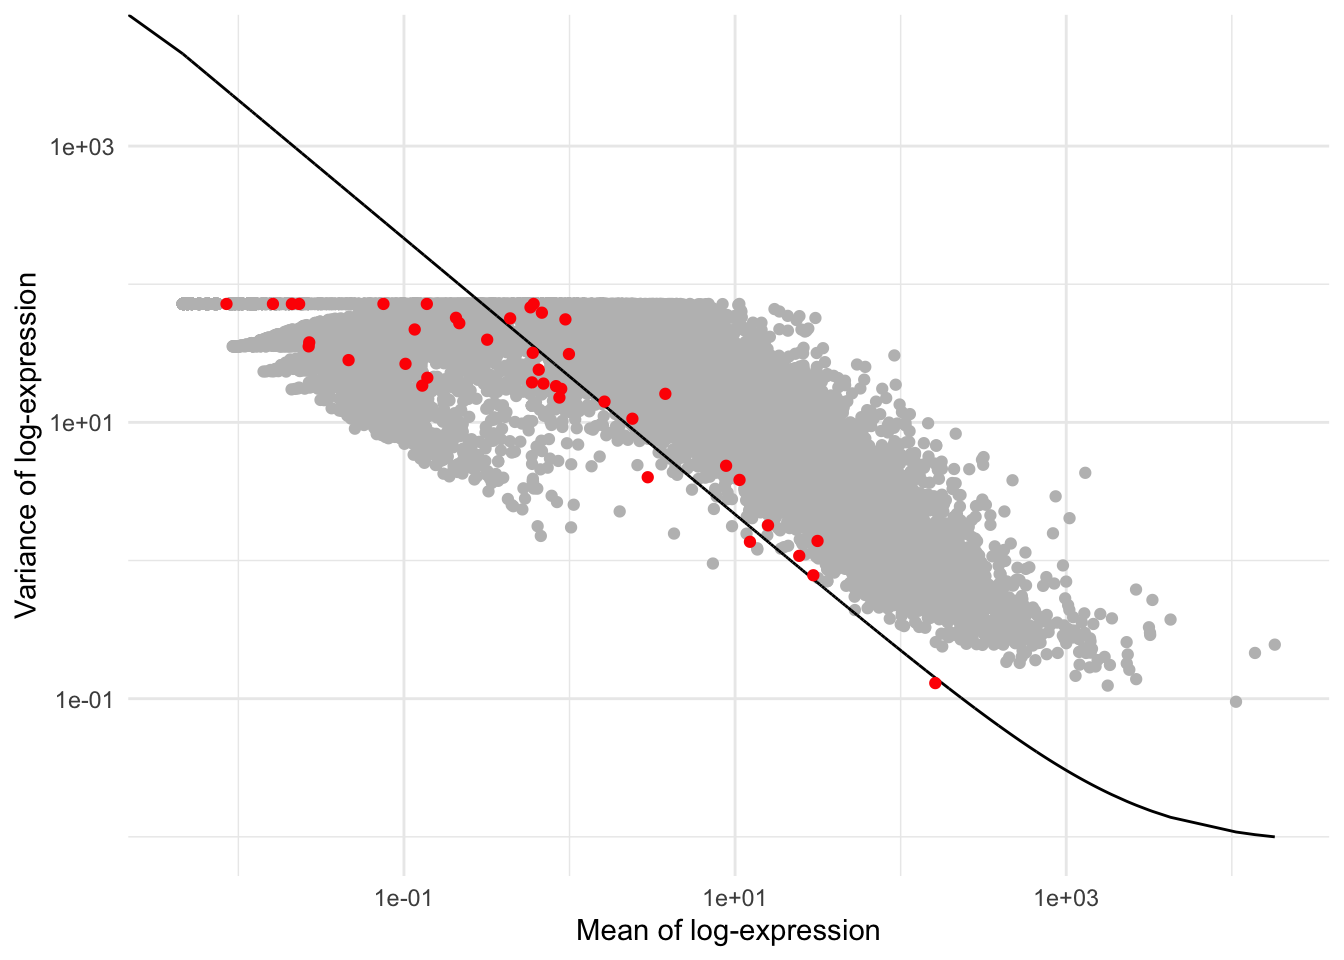 Variance of log-expression
1e+03
1e+01
1e-01
1e-01
1e+01
1e+03
Mean of log-expression